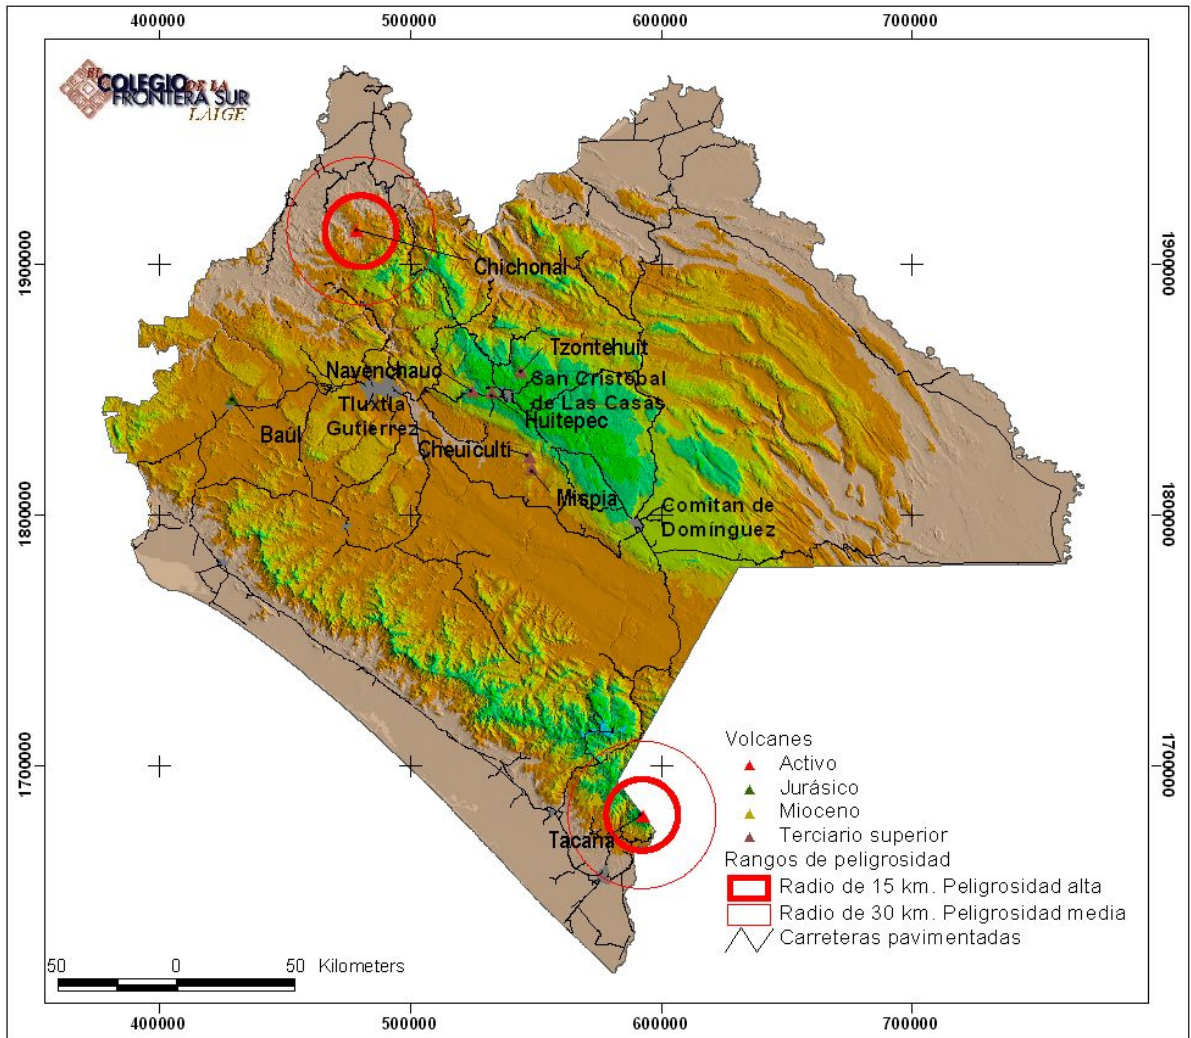 400000 500000 600000 700000
EL
COLEGIO DE LA
FRONTERA SUR
LAIGE
1900000 1900000
Chichonal
Tzontehuit
Navenchauc
San Cristobal
de Las Casas
Tluxtla
Gutierrez
Huitepec
Baúl
Cheuiculti
Mispia
Comitan de
Domínguez
1800000 1800000
1700000 1700000
Tacaná
Volcanes
Activo
Jurásico
Mioceno
Terciario superior
Rangos de peligrosidad
Radio de 15 km. Peligrosidad alta
Radio de 30 km. Peligrosidad media
Carreteras pavimentadas
50 0 50 Kilometers
400000 500000 600000 700000